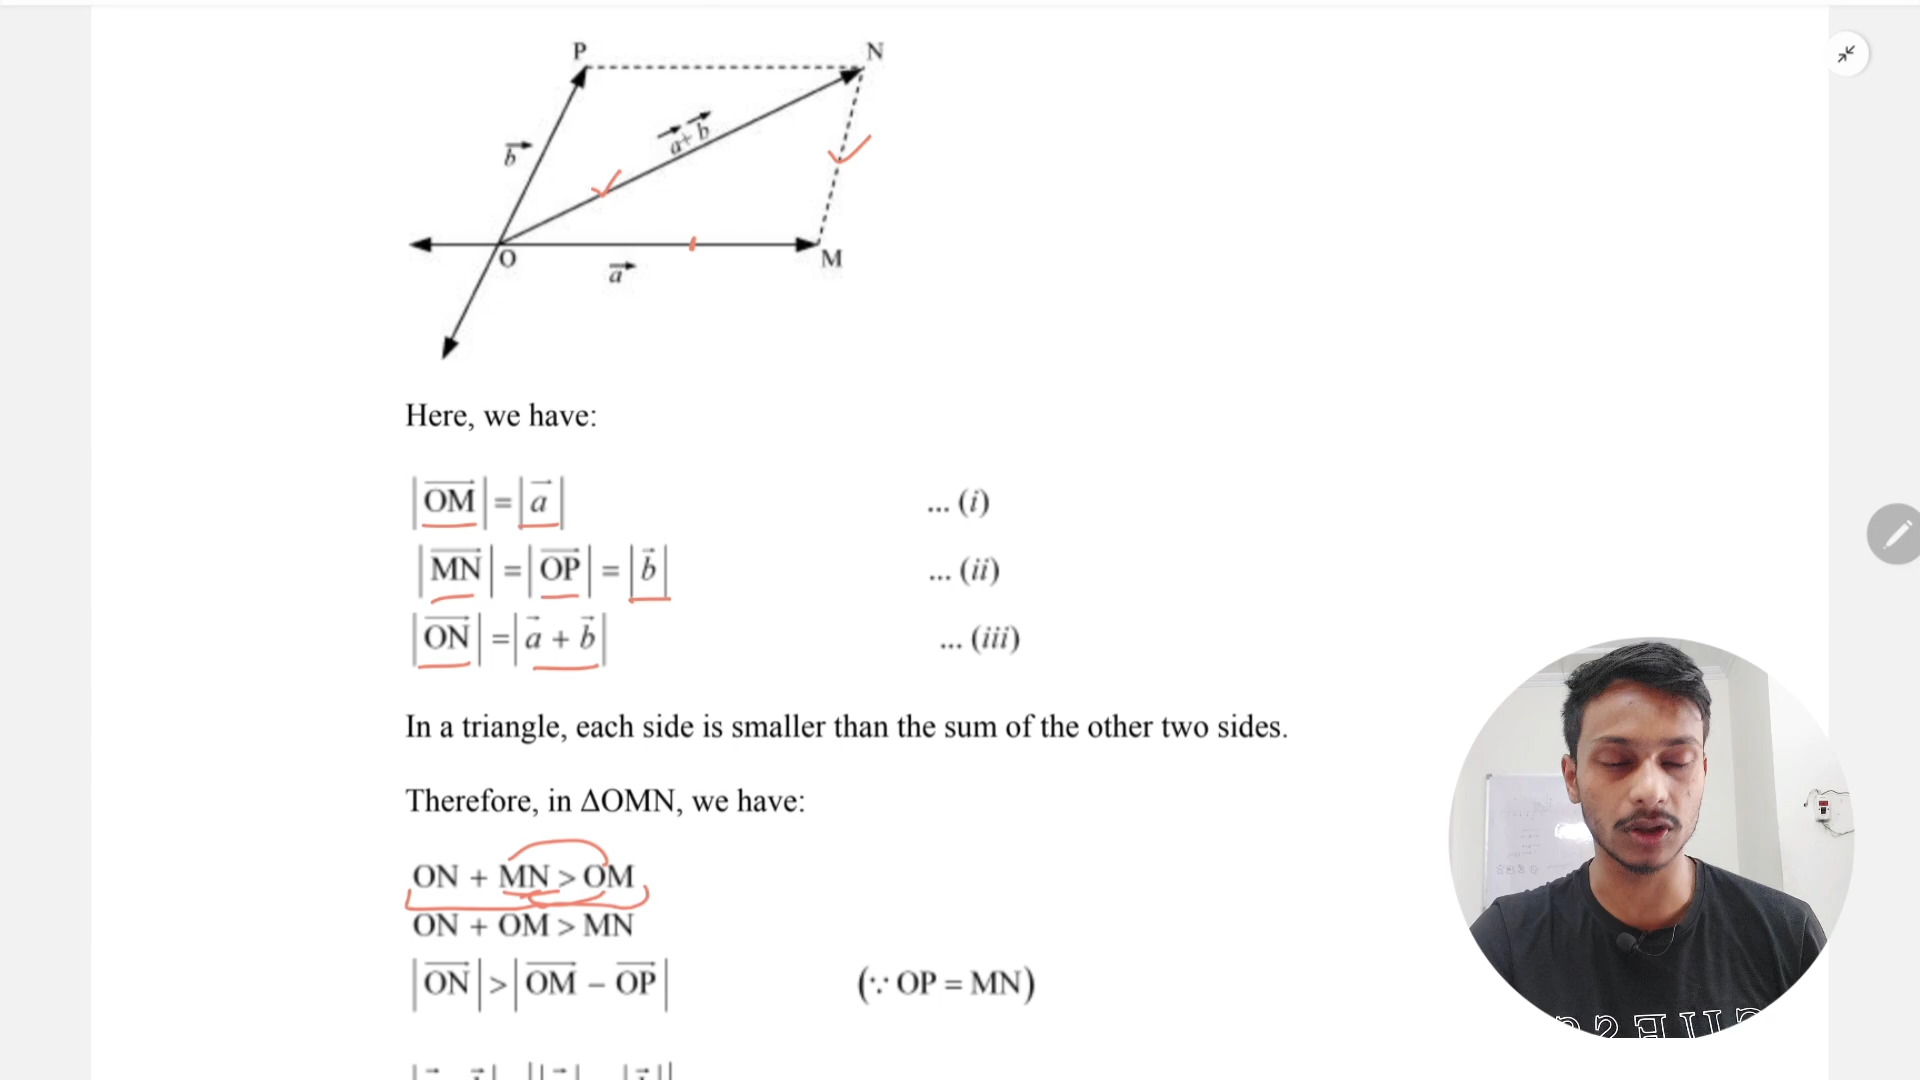 P
N
b
a+b
O
a
M
Here, we have:
|OM| = |a| ... (i)
|MN| = |OP| = |b| ... (ii)
|ON| = |a + b| ... (iii)
In a triangle, each side is smaller than the sum of the other two sides.
Therefore, in ΔOMN, we have:
ON + MN > OM
ON + OM > MN
|ON| > |OM − OP| (∵ OP = MN)